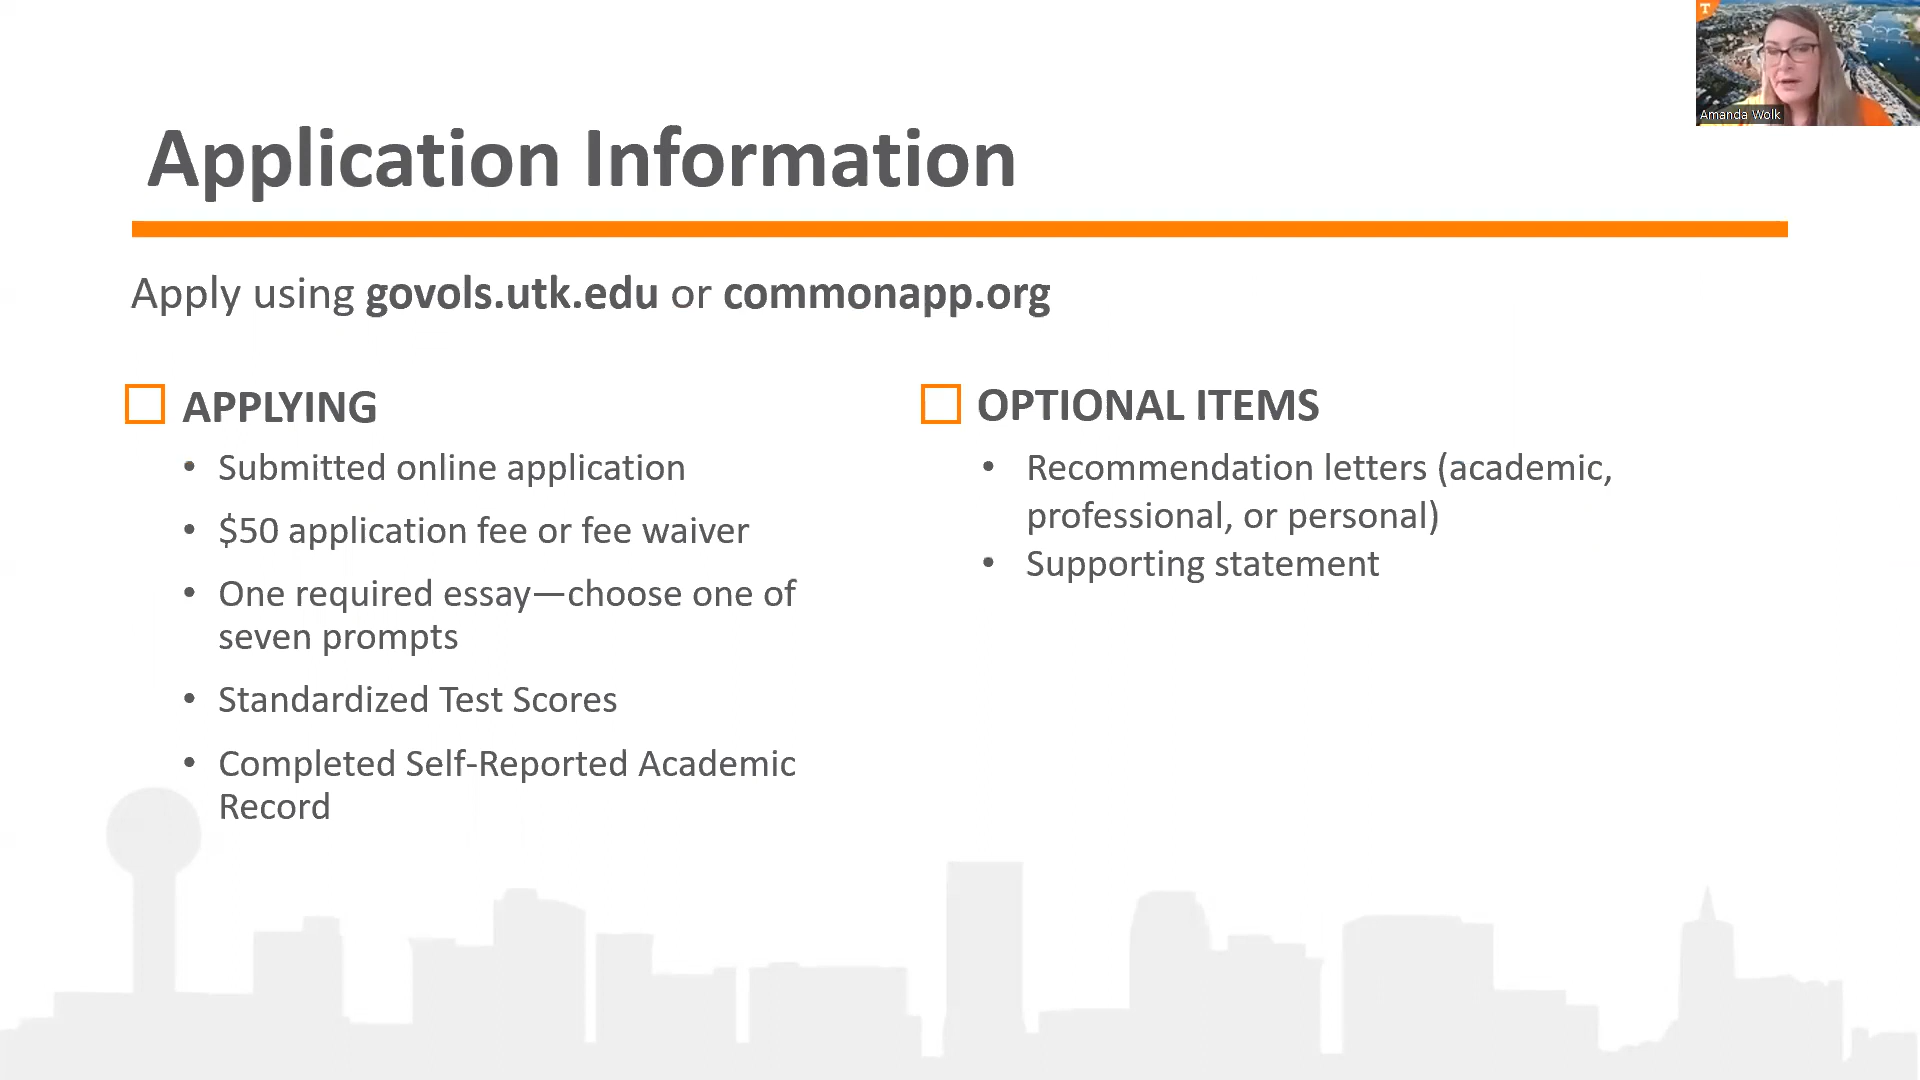 T
Amanda Wolk
Application Information
Apply using govols.utk.edu or commonapp.org
APPLYING
• Submitted online application
• $50 application fee or fee waiver
• One required essay—choose one of
seven prompts
• Standardized Test Scores
• Completed Self-Reported Academic
Record
OPTIONAL ITEMS
• Recommendation letters (academic,
professional, or personal)
• Supporting statement